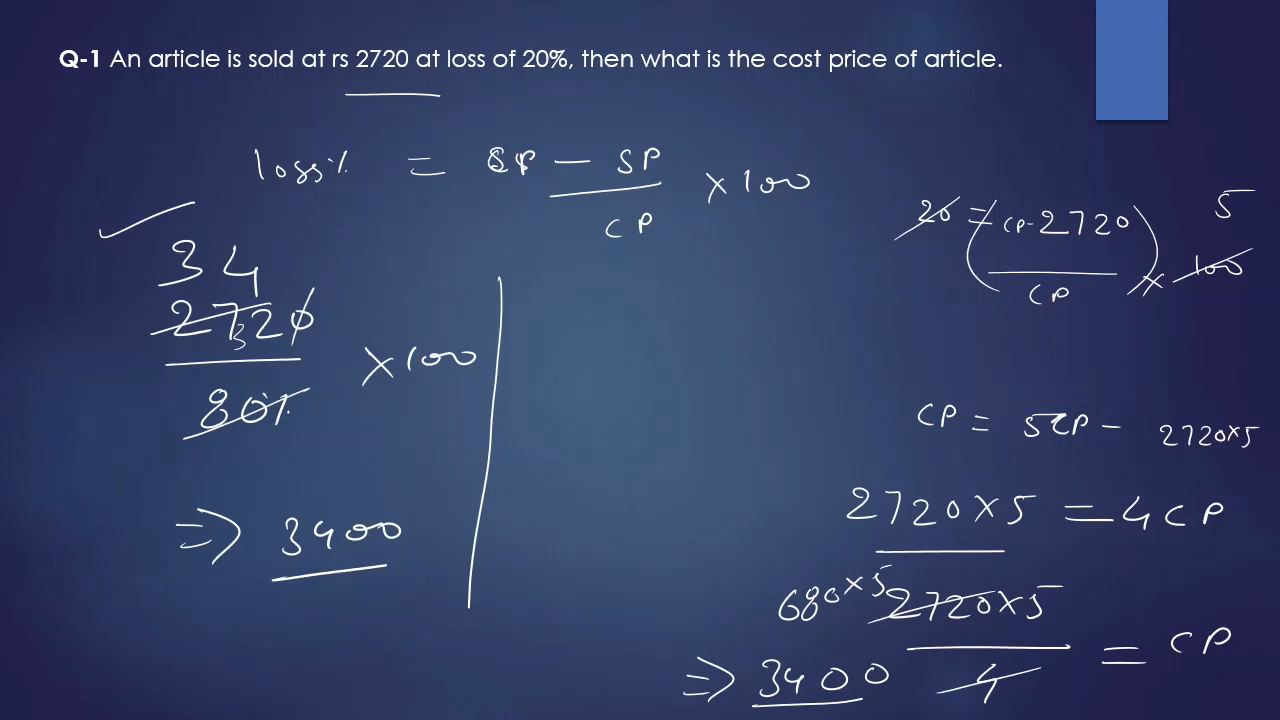 Q-1 An article is sold at rs 2720 at loss of 20%, then what is the cost price of article.
loss% = SP — SP × 100
CP
34
2720 × 100
80%
=> 3400
20 = (CP-2720) × 100 5
CP
CP = 5CP - 2720×5
2720×5 = 4CP
680×5 2720×5 = CP
4
=> 3400